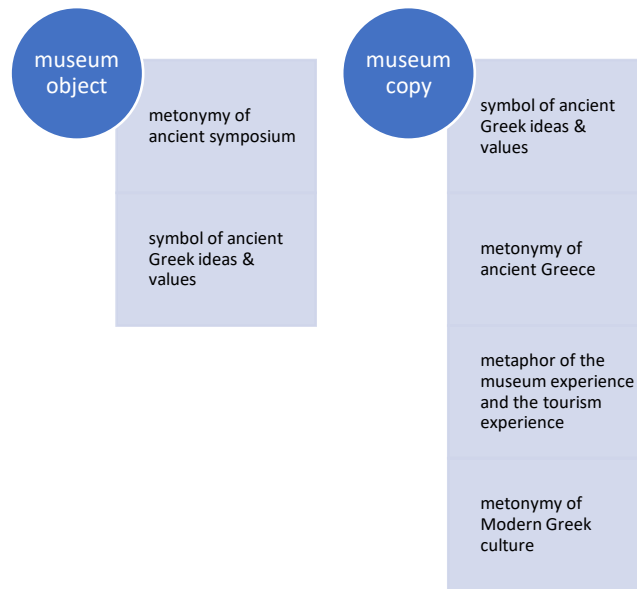 museum
object
metonymy of
ancient symposium
symbol of ancient
Greek ideas &
values
museum
copy
symbol of ancient
Greek ideas &
values
metonymy of
ancient Greece
metaphor of the
museum experience
and the tourism
experience
metonymy of
Modern Greek
culture